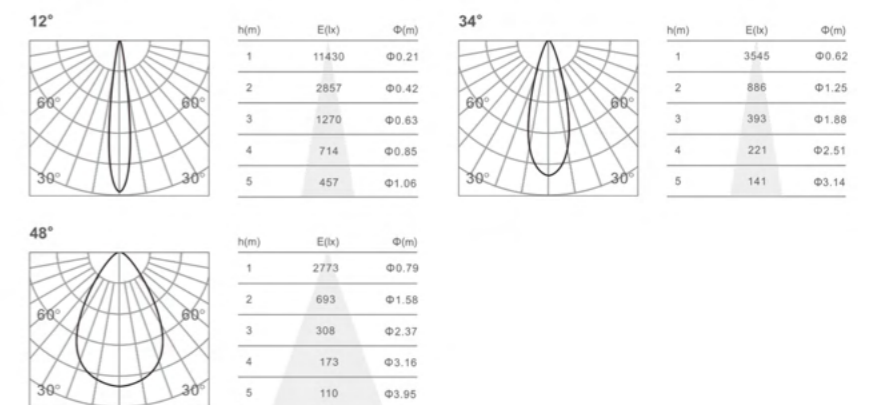 12°
60° 60°
30° 30°
h(m) E(lx) Φ(m)
1 11430 Φ0.21
2 2857 Φ0.42
3 1270 Φ0.63
4 714 Φ0.85
5 457 Φ1.06
34°
60° 60°
30° 30°
h(m) E(lx) Φ(m)
1 3545 Φ0.62
2 886 Φ1.25
3 393 Φ1.88
4 221 Φ2.51
5 141 Φ3.14
48°
60° 60°
30° 30°
h(m) E(lx) Φ(m)
1 2773 Φ0.79
2 693 Φ1.58
3 308 Φ2.37
4 173 Φ3.16
5 110 Φ3.95